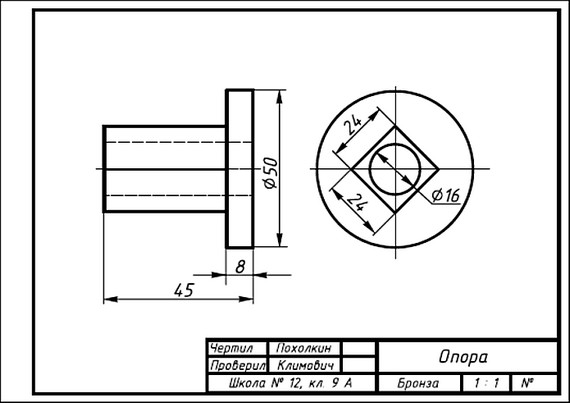 24
24
⌀50
⌀16
8
45
Чертил Похолкин
Проверил Климович
Опора
Школа № 12, кл. 9 А
Бронза
1 : 1
№